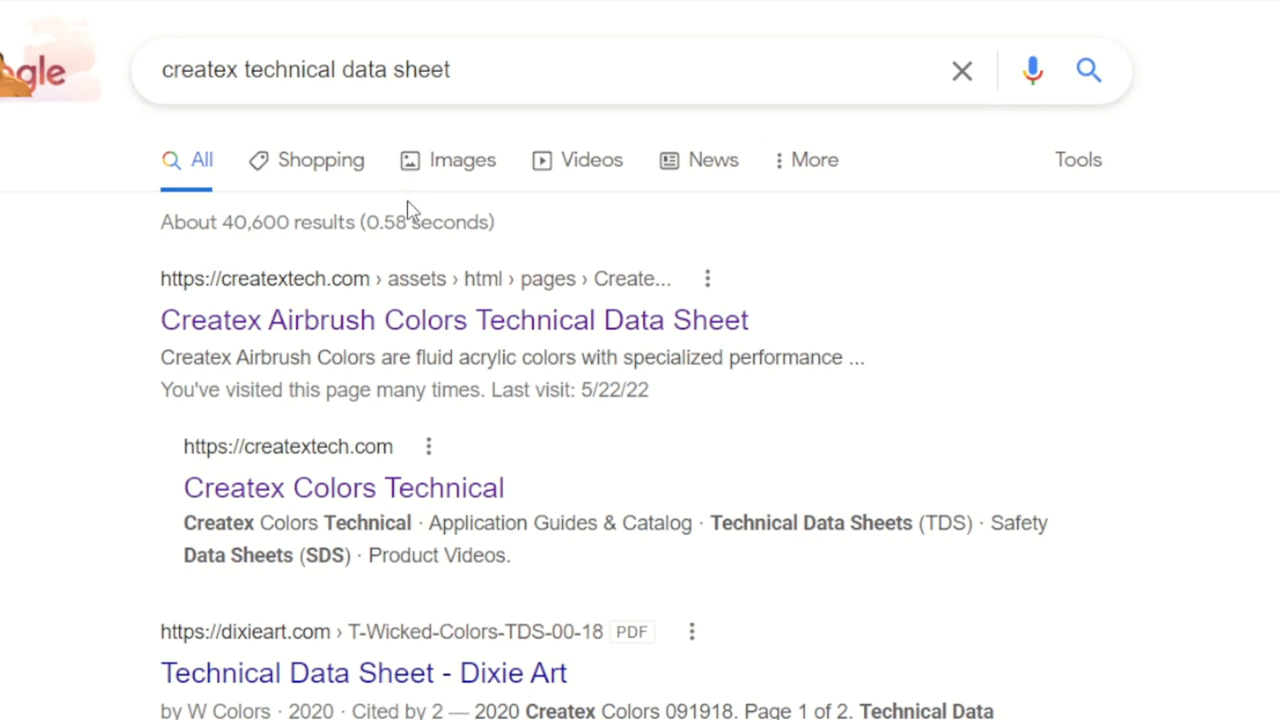 ogle
createx technical data sheet
All Shopping Images Videos News More Tools
About 40,600 results (0.58 seconds)
https://creatextech.com › assets › html › pages › Create...
Createx Airbrush Colors Technical Data Sheet
Createx Airbrush Colors are fluid acrylic colors with specialized performance ...
You've visited this page many times. Last visit: 5/22/22
https://creatextech.com
Createx Colors Technical
Createx Colors Technical · Application Guides & Catalog · Technical Data Sheets (TDS) · Safety
Data Sheets (SDS) · Product Videos.
https://dixieart.com › T-Wicked-Colors-TDS-00-18 PDF
Technical Data Sheet - Dixie Art
by W Colors · 2020 · Cited by 2 — 2020 Createx Colors 091918. Page 1 of 2. Technical Data